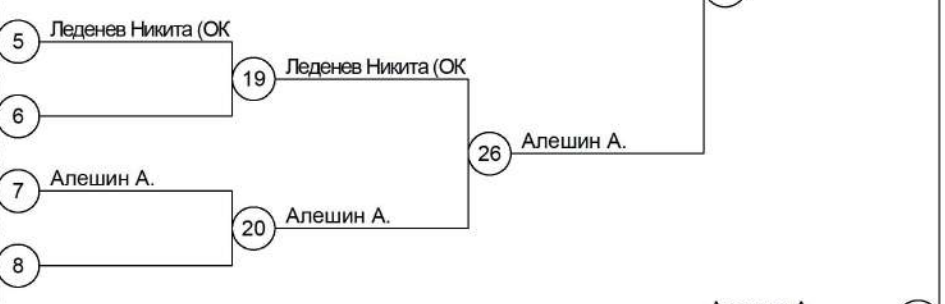 5 Леденев Никита (ОК
19 Леденев Никита (ОК
6
26 Алешин А.
7 Алешин А.
20 Алешин А.
8